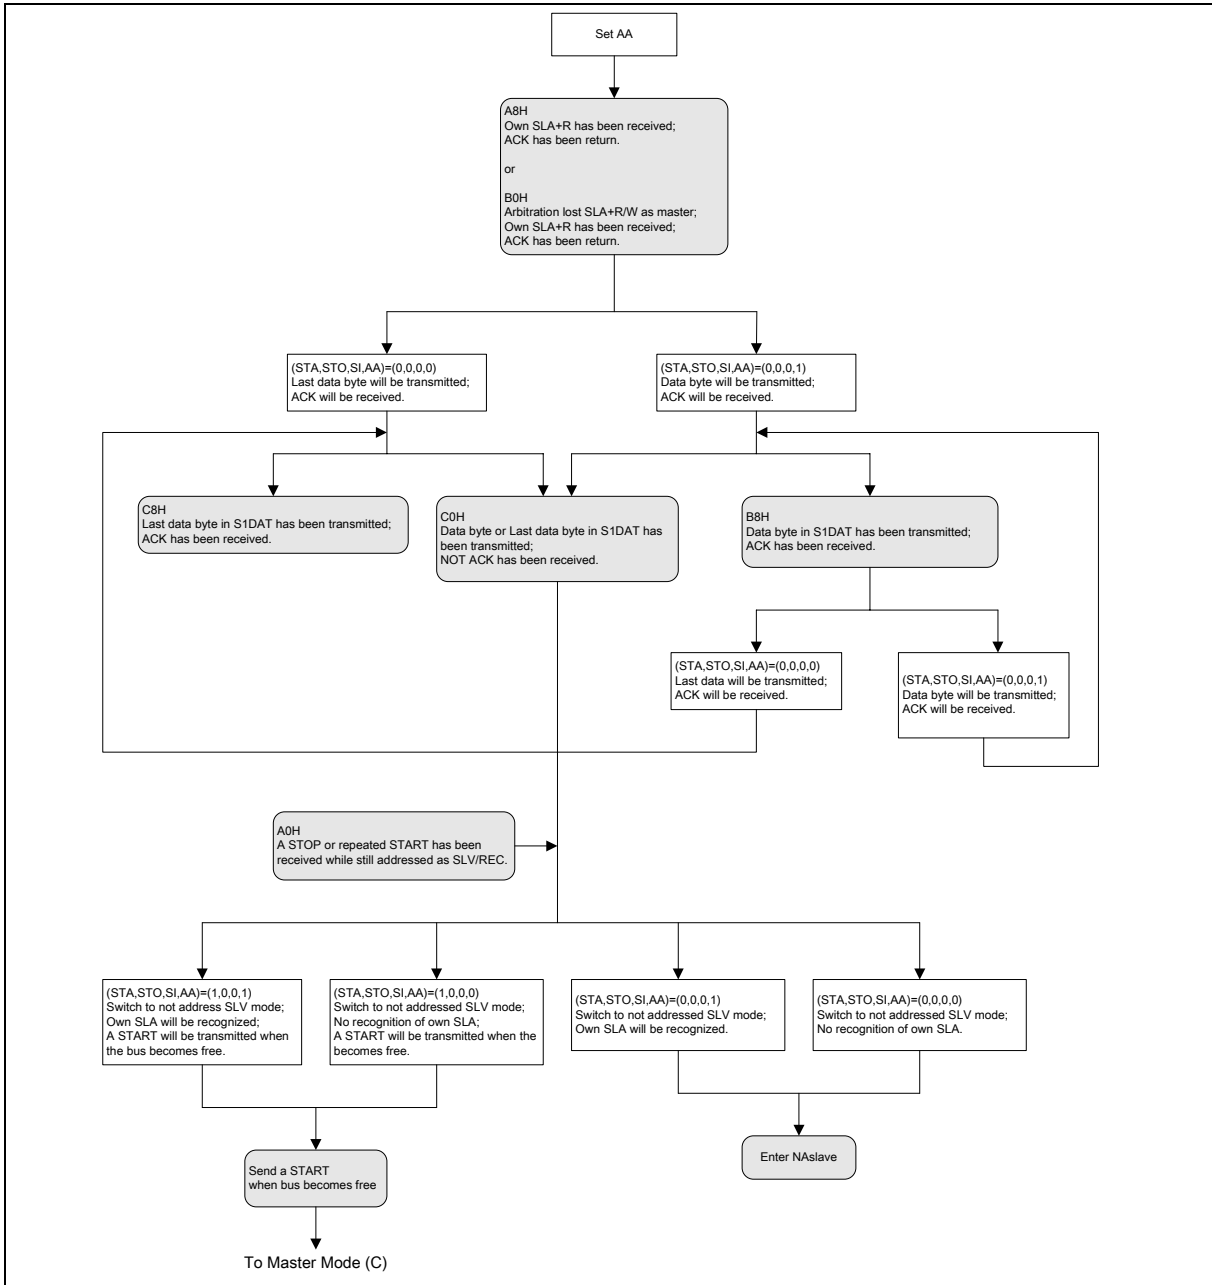 Set AA
A8H
Own SLA+R has been received;
ACK has been return.
or
B0H
Arbitration lost SLA+R/W as master;
Own SLA+R has been received;
ACK has been return.
(STA,STO,SI,AA)=(0,0,0,0)
Last data byte will be transmitted;
ACK will be received.
(STA,STO,SI,AA)=(0,0,0,1)
Data byte will be transmitted;
ACK will be received.
C8H
Last data byte in S1DAT has been transmitted;
ACK has been received.
C0H
Data byte or Last data byte in S1DAT has
been transmitted;
NOT ACK has been received.
B8H
Data byte in S1DAT has been transmitted;
ACK has been received.
(STA,STO,SI,AA)=(0,0,0,0)
Last data will be transmitted;
ACK will be received.
(STA,STO,SI,AA)=(0,0,0,1)
Data byte will be transmitted;
ACK will be received.
A0H
A STOP or repeated START has been
received while still addressed as SLV/REC.
(STA,STO,SI,AA)=(1,0,0,1)
Switch to not address SLV mode;
Own SLA will be recognized;
A START will be transmitted when
the bus becomes free.
(STA,STO,SI,AA)=(1,0,0,0)
Switch to not addressed SLV mode;
No recognition of own SLA;
A START will be transmitted when the
becomes free.
(STA,STO,SI,AA)=(0,0,0,1)
Switch to not addressed SLV mode;
Own SLA will be recognized.
(STA,STO,SI,AA)=(0,0,0,0)
Switch to not addressed SLV mode;
No recognition of own SLA.
Send a START
when bus becomes free
Enter NAslave
To Master Mode (C)